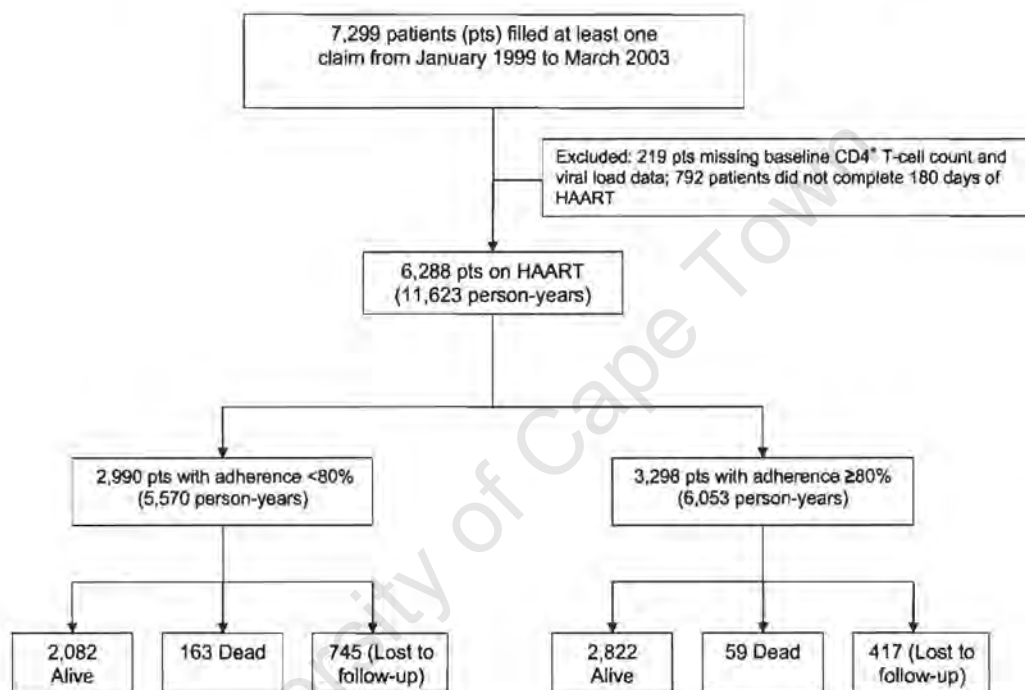 7,299 patients (pts) filled at least one
claim from January 1999 to March 2003
Excluded: 219 pts missing baseline CD4⁺ T-cell count and
viral load data; 792 patients did not complete 180 days of
HAART
6,288 pts on HAART
(11,623 person-years)
2,990 pts with adherence <80%
(5,570 person-years)
3,298 pts with adherence ≥80%
(6,053 person-years)
2,082
Alive
163 Dead
745 (Lost to
follow-up)
2,822
Alive
59 Dead
417 (Lost to
follow-up)
University of Cape Town